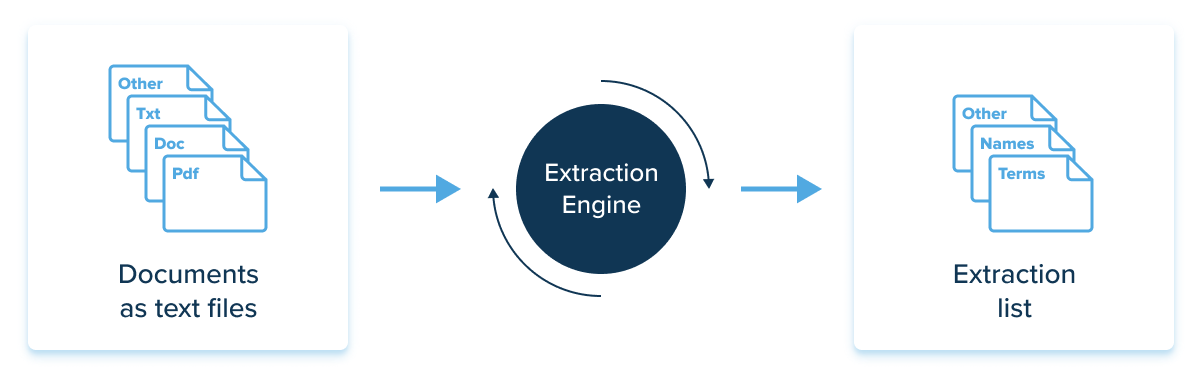 Other
Txt
Doc
Pdf
Documents
as text files
Extraction
Engine
Other
Names
Terms
Extraction
list